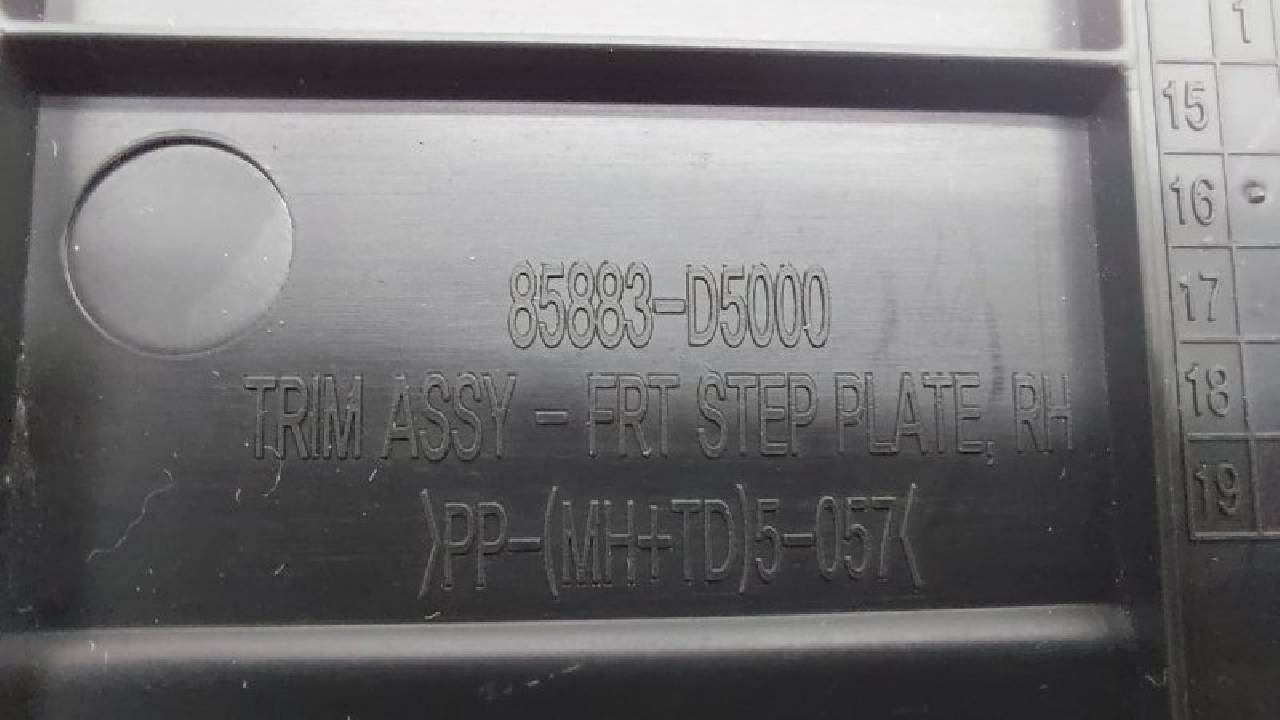 85883-D5000
TRIM ASSY - FRT STEP PLATE, RH
>PP-(MH+TD)5-057<
1
15
16
17
18
19